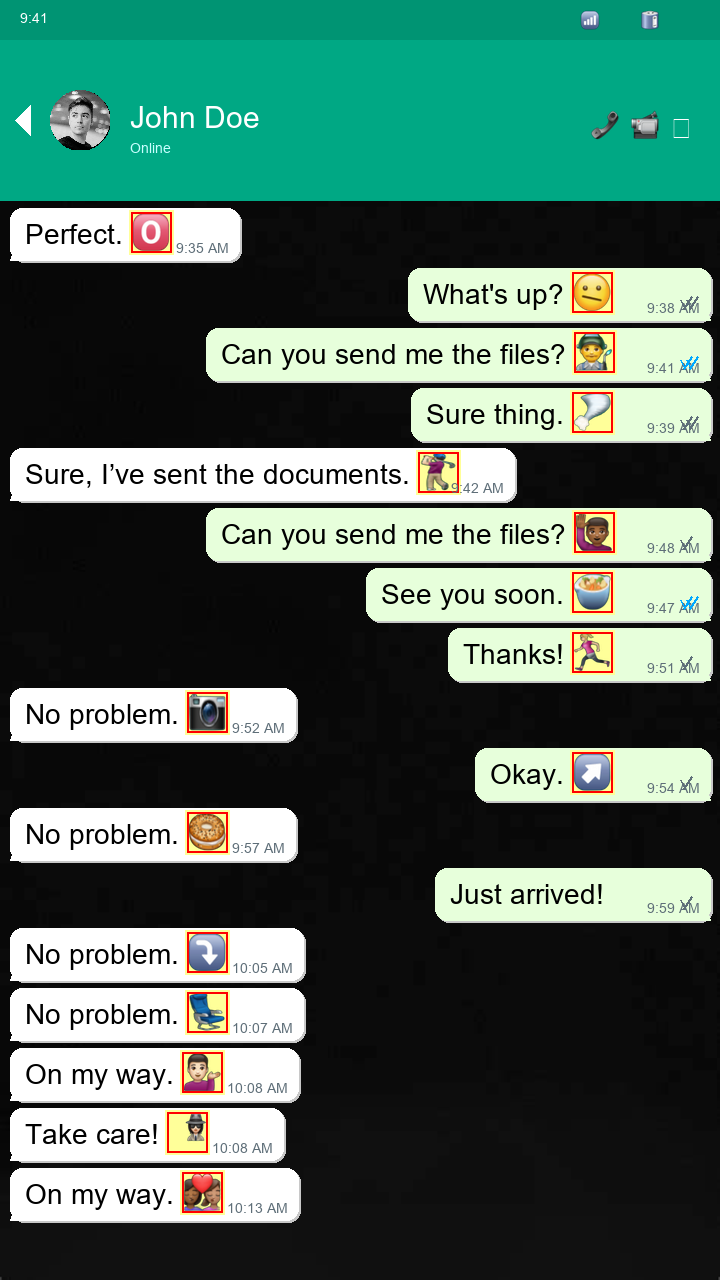 9:41
John Doe
Online
Perfect. 🅾️ 9:35 AM
What's up? 🫤 9:38 AM
Can you send me the files? 9:41 AM
Sure thing. 9:39 AM
Sure, I’ve sent the documents. 9:42 AM
Can you send me the files? 9:48 AM
See you soon. 9:47 AM
Thanks! 9:51 AM
No problem. 9:52 AM
Okay. 9:54 AM
No problem. 9:57 AM
Just arrived! 9:59 AM
No problem. 10:05 AM
No problem. 10:07 AM
On my way. 10:08 AM
Take care! 10:08 AM
On my way. 10:13 AM